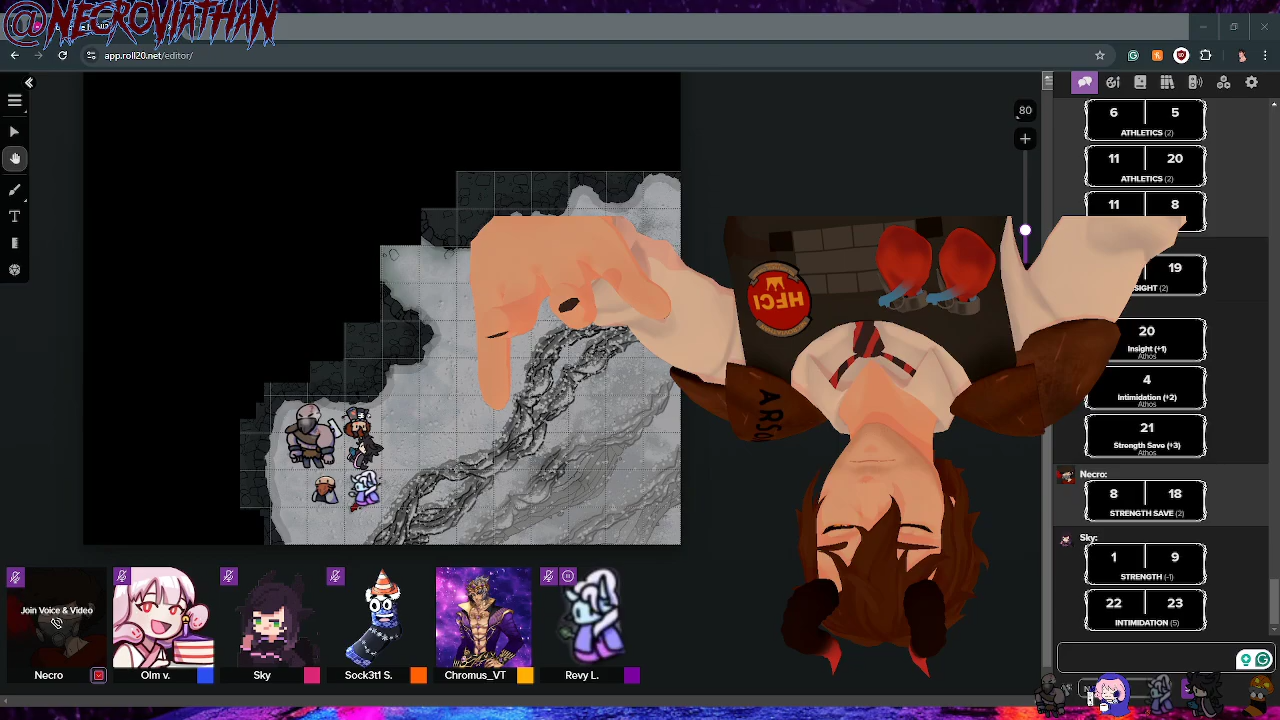 @NECROVIATHAN
app.roll20.net/editor/
80
6 5
ATHLETICS (2)
11 20
ATHLETICS (2)
11 8
19
SIGHT (2)
20
Insight (+1)
Athos
4
Intimidation (+2)
Athos
21
Strength Save (+3)
Athos
Necro:
8 18
STRENGTH SAVE (2)
Sky:
1 9
STRENGTH (-1)
22 23
INTIMIDATION (5)
HFCI
ARSO
Join Voice & Video
Necro
Olm v.
Sky
Sock3t1 S.
Chromus_VT
Revy L.